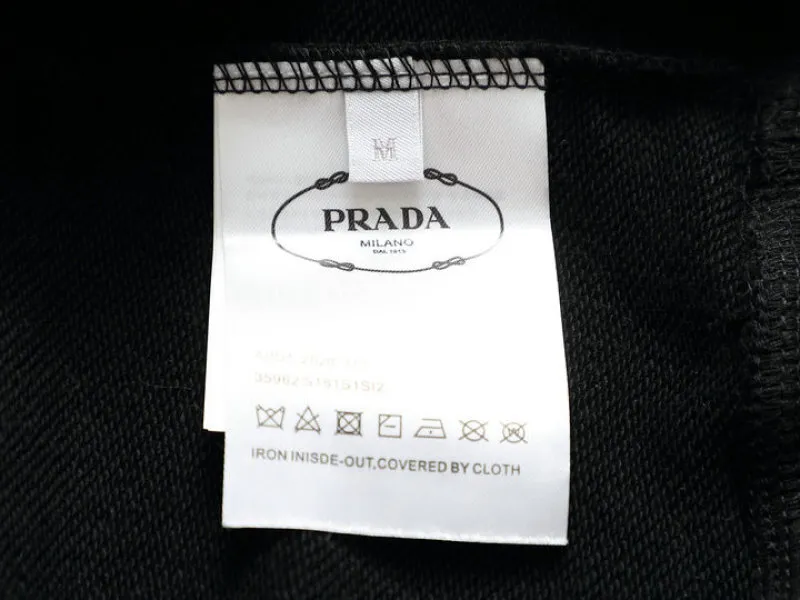 M
PRADA
MILANO
DAL 1913
IRON INISDE-OUT,COVERED BY CLOTH